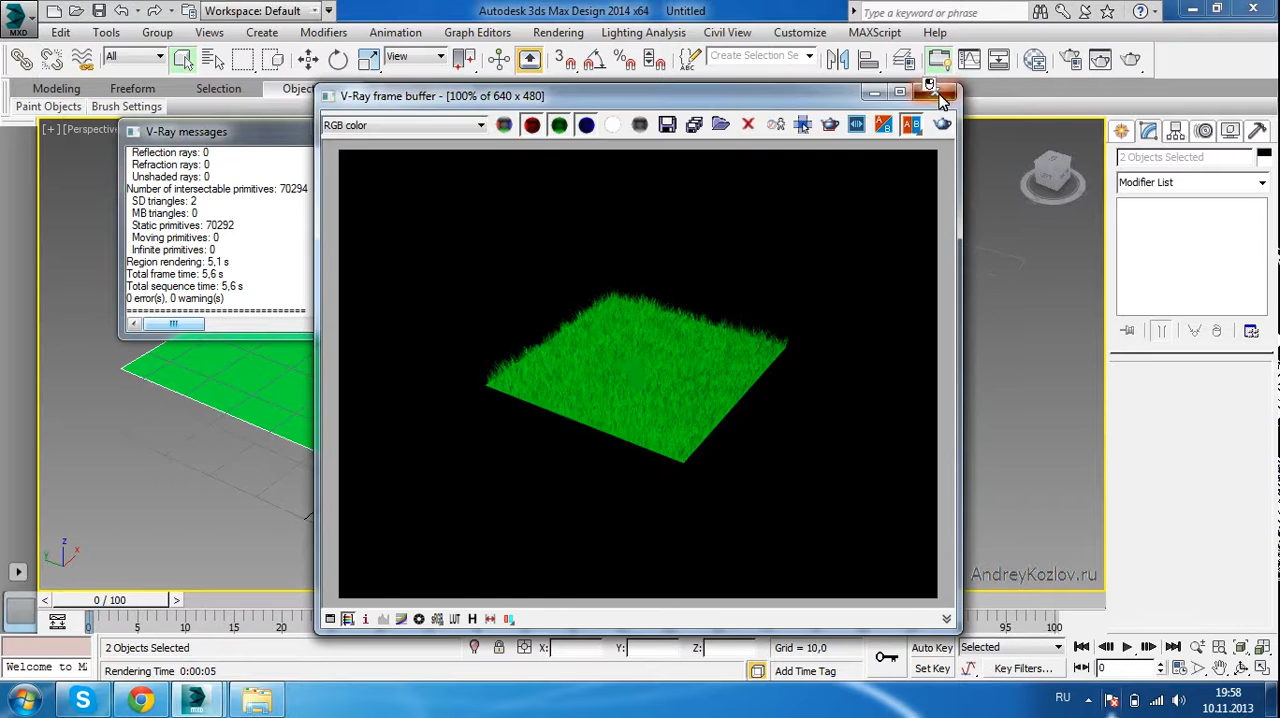 Workspace: Default
Autodesk 3ds Max Design 2014 x64 Untitled
Type a keyword or phrase
MXD
Edit Tools Group Views Create Modifiers Animation Graph Editors Rendering Lighting Analysis Civil View Customize MAXScript Help
All
View
Create Selection Se
Modeling Freeform Selection Obje
Paint Objects Brush Settings
V-Ray frame buffer - [100% of 640 x 480]
RGB color
[+] [Perspective
V-Ray messages
Reflection rays: 0
Refraction rays: 0
Unshaded rays: 0
Number of intersectable primitives: 70294
SD triangles: 2
MB triangles: 0
Static primitives: 70292
Moving primitives: 0
Infinite primitives: 0
Region rendering: 5,1 s
Total frame time: 5,6 s
Total sequence time: 5,6 s
0 error(s), 0 warning(s)
==============================
2 Objects Selected
Modifier List
z
x
y
AndreyKozlov.ru
LUT H
0 / 100
0 5 10 15 20 25
95 100
2 Objects Selected
X: Y: Z:
Grid = 10,0
Auto Key
Selected
Welcome to M
Rendering Time 0:00:05
Add Time Tag
Set Key
Key Filters...
0
RU
19:58
10.11.2013